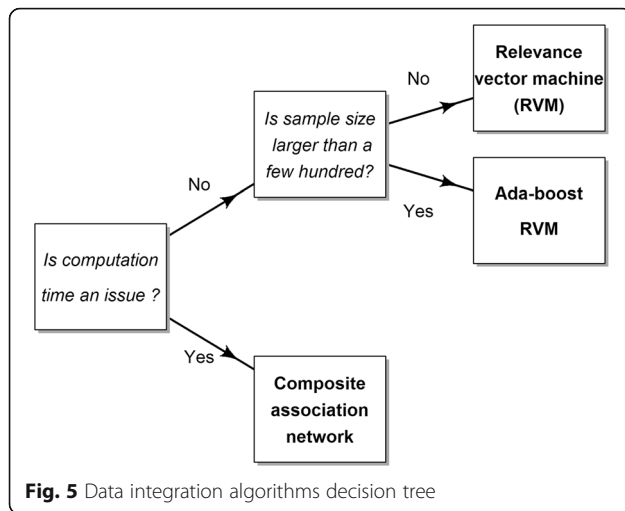 Relevance
vector machine
(RVM)
No
Is sample size
larger than a
few hundred?
No
Yes
Ada-boost
RVM
Is computation
time an issue ?
Yes
Composite
association
network
Fig. 5 Data integration algorithms decision tree